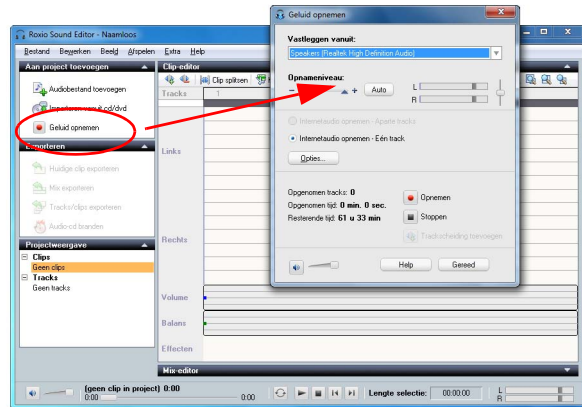 Roxio Sound Editor - Naamloos
Bestand Bewerken Beeld Afspelen Extra Help
Aan project toevoegen
Audiobestand toevoegen
Importeren vanuit cd/dvd
Geluid opnemen
Exporteren
Huidige clip exporteren
Mix exporteren
Tracks/clips exporteren
Audio-cd branden
Projectweergave
Clips
Geen clips
Tracks
Geen tracks
Clip-editor
Clip splitsen
Tracks 1
Links
Rechts
Volume
Balans
Effecten
Mix-editor
Geluid opnemen
Vastleggen vanuit:
Speakers (Realtek High Definition Audio)
Opnameniveau:
- + Auto L
R
Internetaudio opnemen - Aparte tracks
Internetaudio opnemen - Eén track
Opties...
Opgenomen tracks: 0
Opgenomen tijd: 0 min. 0 sec.
Resterende tijd: 61 u 33 min
Opnemen
Stoppen
Trackscheiding toevoegen
Help Gereed
(geen clip in project) 0:00
0:00 0:00
Lengte selectie: 00:00:00 L
R